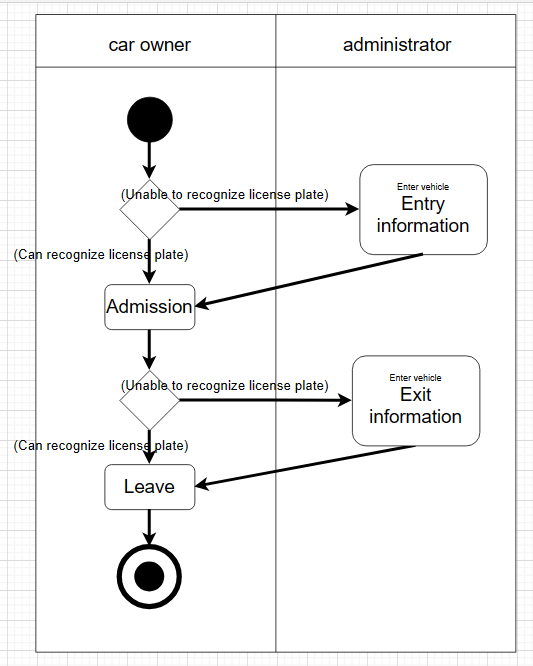 car owner
administrator
(Unable to recognize license plate)
Enter vehicle
Entry
information
(Can recognize license plate)
Admission
(Unable to recognize license plate)
Enter vehicle
Exit
information
(Can recognize license plate)
Leave